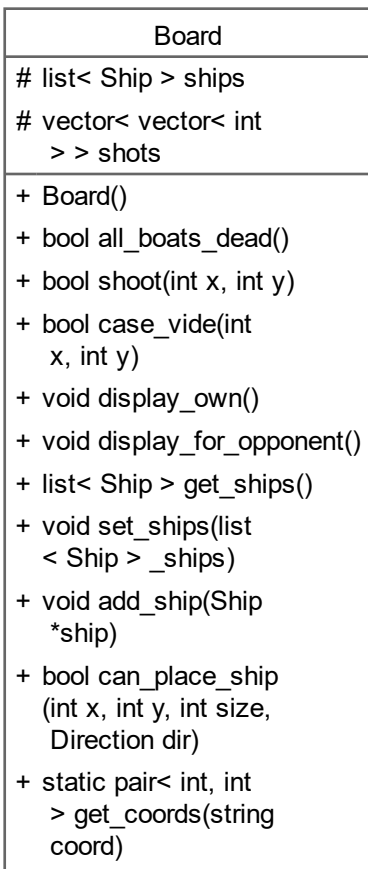 Board
# list< Ship > ships
# vector< vector< int
> > shots
+ Board()
+ bool all_boats_dead()
+ bool shoot(int x, int y)
+ bool case_vide(int
x, int y)
+ void display_own()
+ void display_for_opponent()
+ list< Ship > get_ships()
+ void set_ships(list
< Ship > _ships)
+ void add_ship(Ship
*ship)
+ bool can_place_ship
(int x, int y, int size,
Direction dir)
+ static pair< int, int
> get_coords(string
coord)